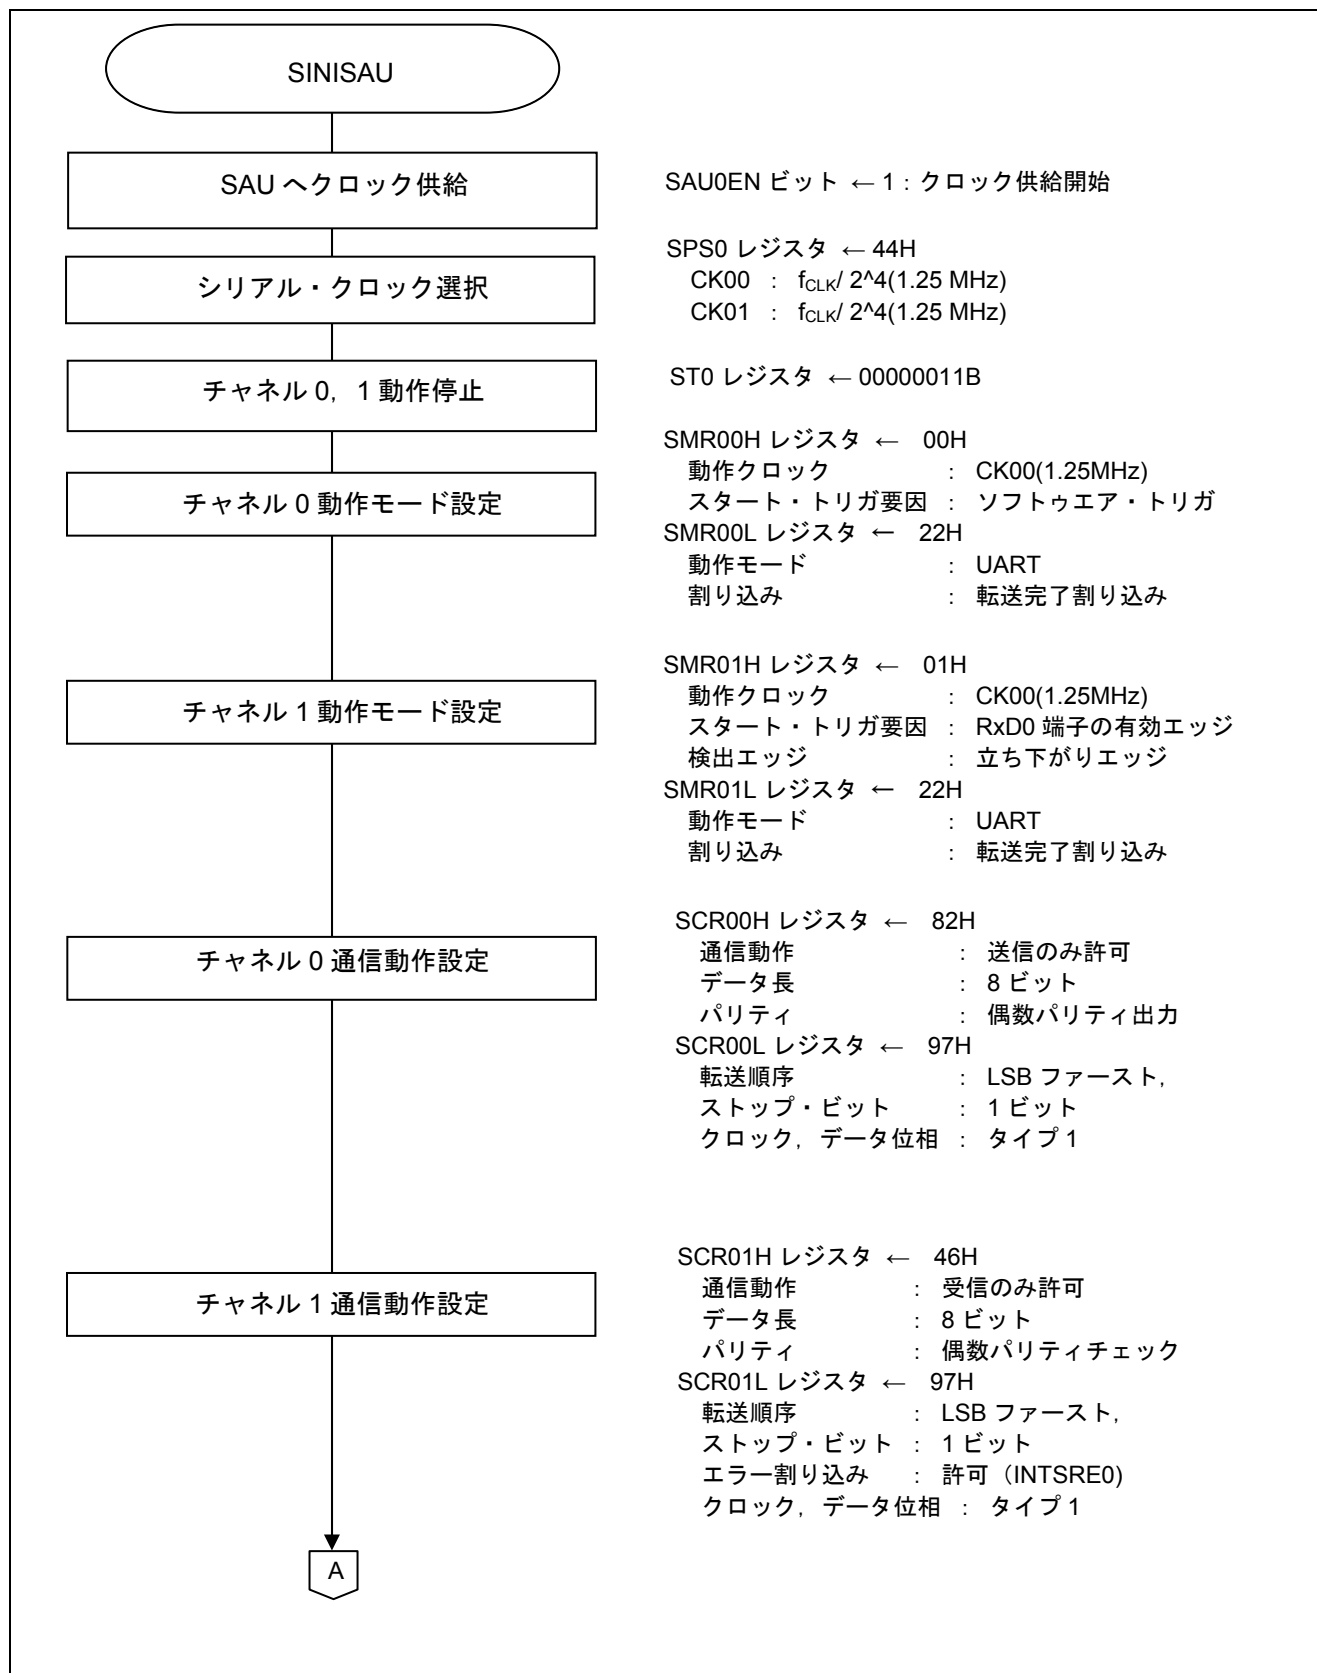 SINISAU
SAU へクロック供給
SAU0EN ビット ← 1：クロック供給開始
シリアル・クロック選択
SPS0 レジスタ ← 44H
CK00 ： fCLK/ 2^4(1.25 MHz)
CK01 ： fCLK/ 2^4(1.25 MHz)
チャネル 0，1 動作停止
ST0 レジスタ ← 00000011B
チャネル 0 動作モード設定
SMR00H レジスタ ← 00H
動作クロック ： CK00(1.25MHz)
スタート・トリガ要因 ： ソフトゥエア・トリガ
SMR00L レジスタ ← 22H
動作モード ： UART
割り込み ： 転送完了割り込み
チャネル 1 動作モード設定
SMR01H レジスタ ← 01H
動作クロック ： CK00(1.25MHz)
スタート・トリガ要因 ： RxD0 端子の有効エッジ
検出エッジ ： 立ち下がりエッジ
SMR01L レジスタ ← 22H
動作モード ： UART
割り込み ： 転送完了割り込み
チャネル 0 通信動作設定
SCR00H レジスタ ← 82H
通信動作 ： 送信のみ許可
データ長 ： 8 ビット
パリティ ： 偶数パリティ出力
SCR00L レジスタ ← 97H
転送順序 ： LSB ファースト,
ストップ・ビット ： 1 ビット
クロック，データ位相 ： タイプ 1
チャネル 1 通信動作設定
SCR01H レジスタ ← 46H
通信動作 ： 受信のみ許可
データ長 ： 8 ビット
パリティ ： 偶数パリティチェック
SCR01L レジスタ ← 97H
転送順序 ： LSB ファースト,
ストップ・ビット ： 1 ビット
エラー割り込み ： 許可（INTSRE0)
クロック，データ位相 ： タイプ 1
A